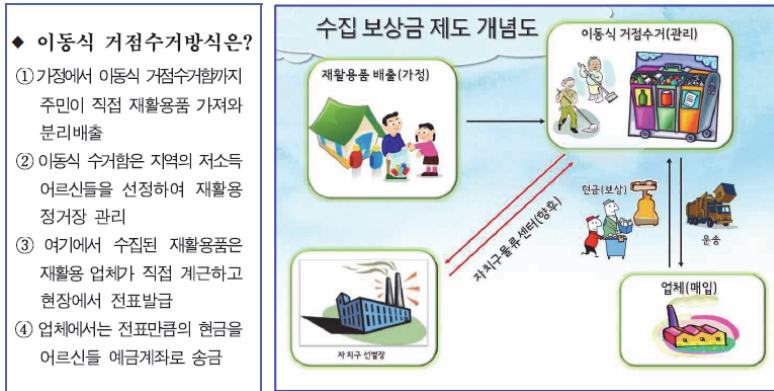 ◆ 이동식 거점수거방식은?
① 가정에서 이동식 거점수거함까지
주민이 직접 재활용품 가져와
분리배출
② 이동식 수거함은 지역의 저소득
어르신들을 선정하여 재활용
정거장 관리
③ 여기에서 수집된 재활용품은
재활용 업체가 직접 계근하고
현장에서 전표발급
④ 업체에서는 전표만큼의 현금을
어르신들 예금계좌로 송금
수집 보상금 제도 개념도
이동식 거점수거(관리)
재활용품 배출(가정)
현금(보상)
운송
자치구물류센터(향후)
업체(매입)
자치구 선별장